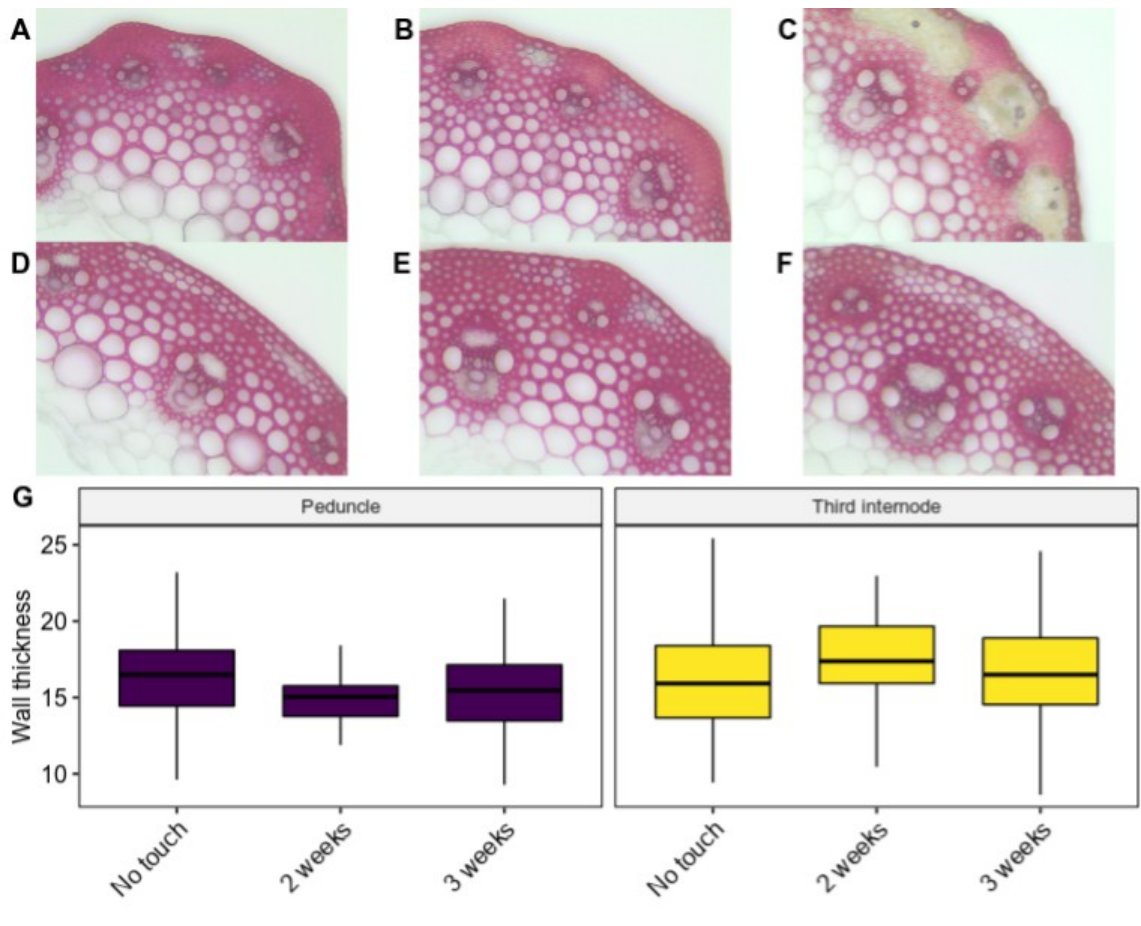 A B C
D E F
G
Peduncle Third internode
25
20
15
10
Wall thickness
No touch 2 weeks 3 weeks No touch 2 weeks 3 weeks